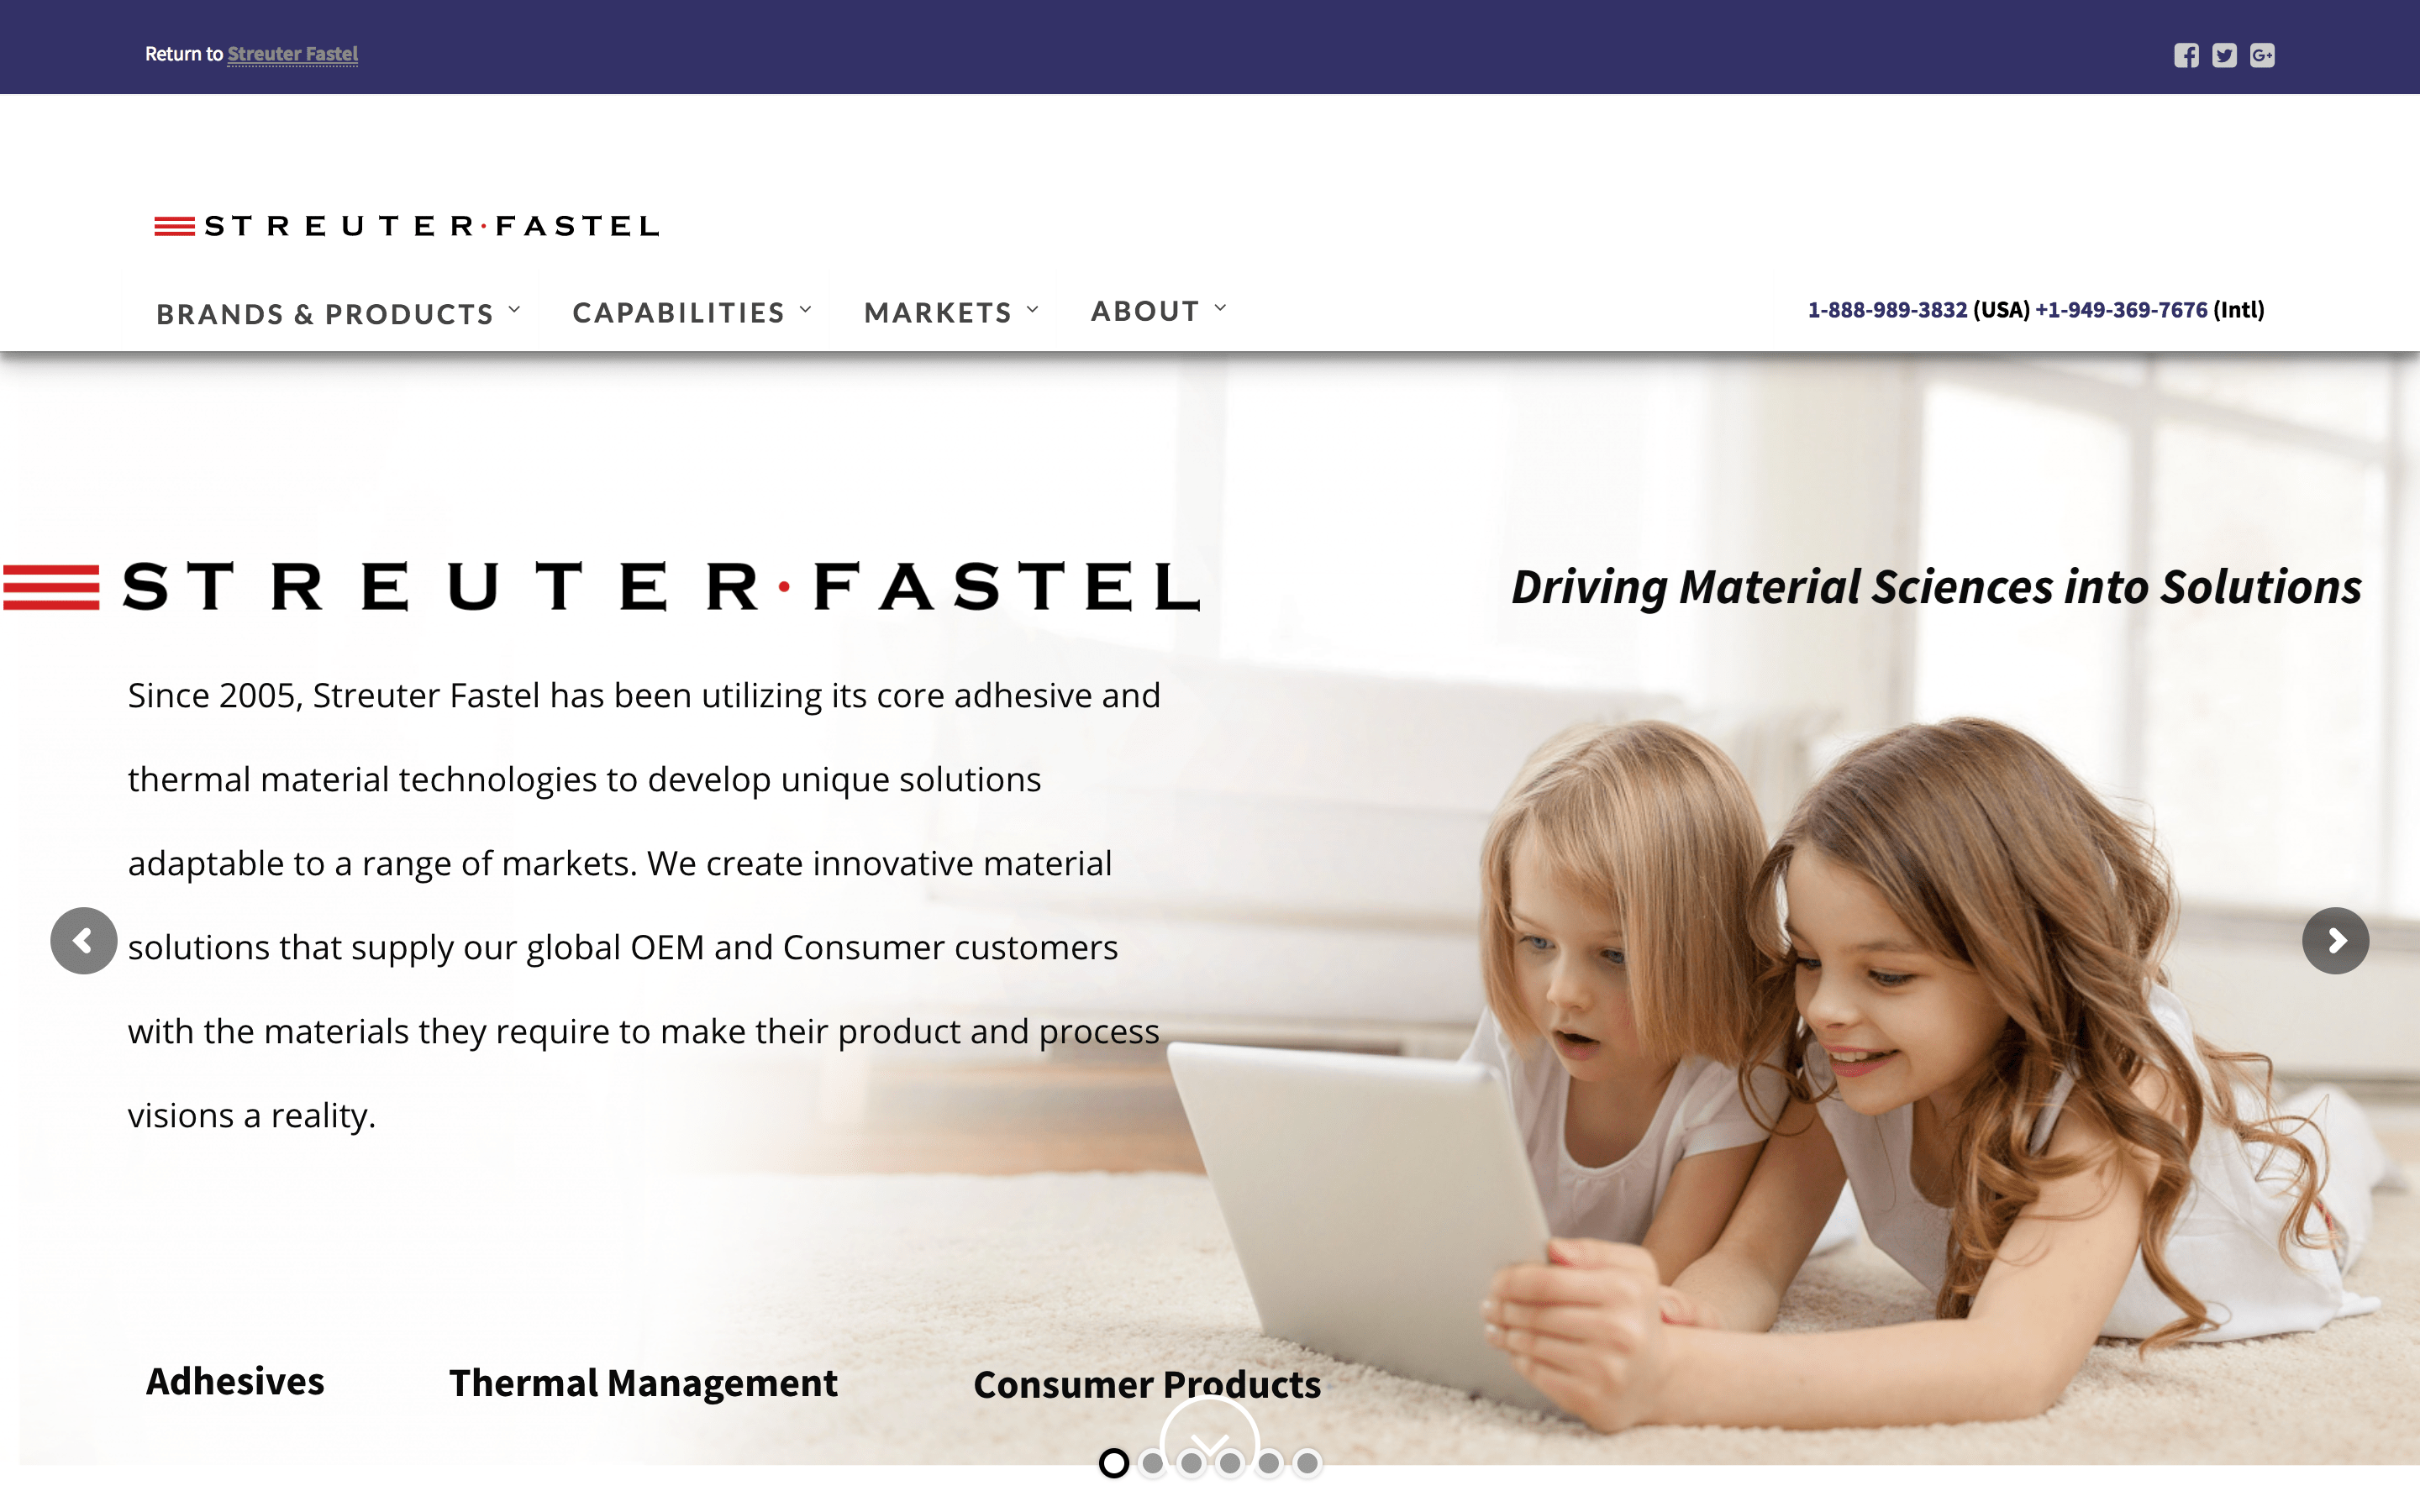 Return to Streuter Fastel
STREUTER·FASTEL
BRANDS & PRODUCTS
CAPABILITIES
MARKETS
ABOUT
1-888-989-3832 (USA) +1-949-369-7676 (Intl)
STREUTER·FASTEL
Driving Material Sciences into Solutions
Since 2005, Streuter Fastel has been utilizing its core adhesive and
thermal material technologies to develop unique solutions
adaptable to a range of markets. We create innovative material
solutions that supply our global OEM and Consumer customers
with the materials they require to make their product and process
visions a reality.
Adhesives
Thermal Management
Consumer Products